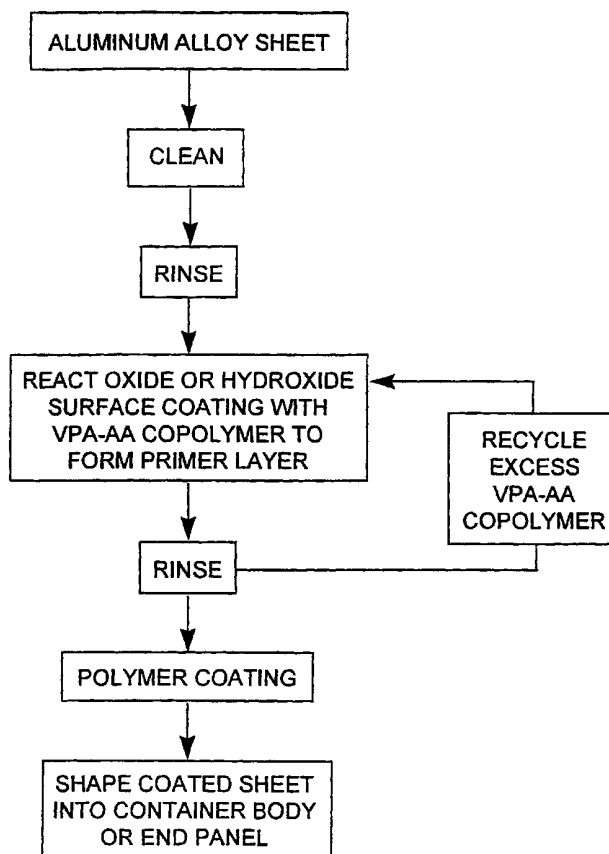 ALUMINUM ALLOY SHEET
CLEAN
RINSE
REACT OXIDE OR HYDROXIDE
SURFACE COATING WITH
VPA-AA COPOLYMER TO
FORM PRIMER LAYER
RECYCLE
EXCESS
VPA-AA
COPOLYMER
RINSE
POLYMER COATING
SHAPE COATED SHEET
INTO CONTAINER BODY
OR END PANEL